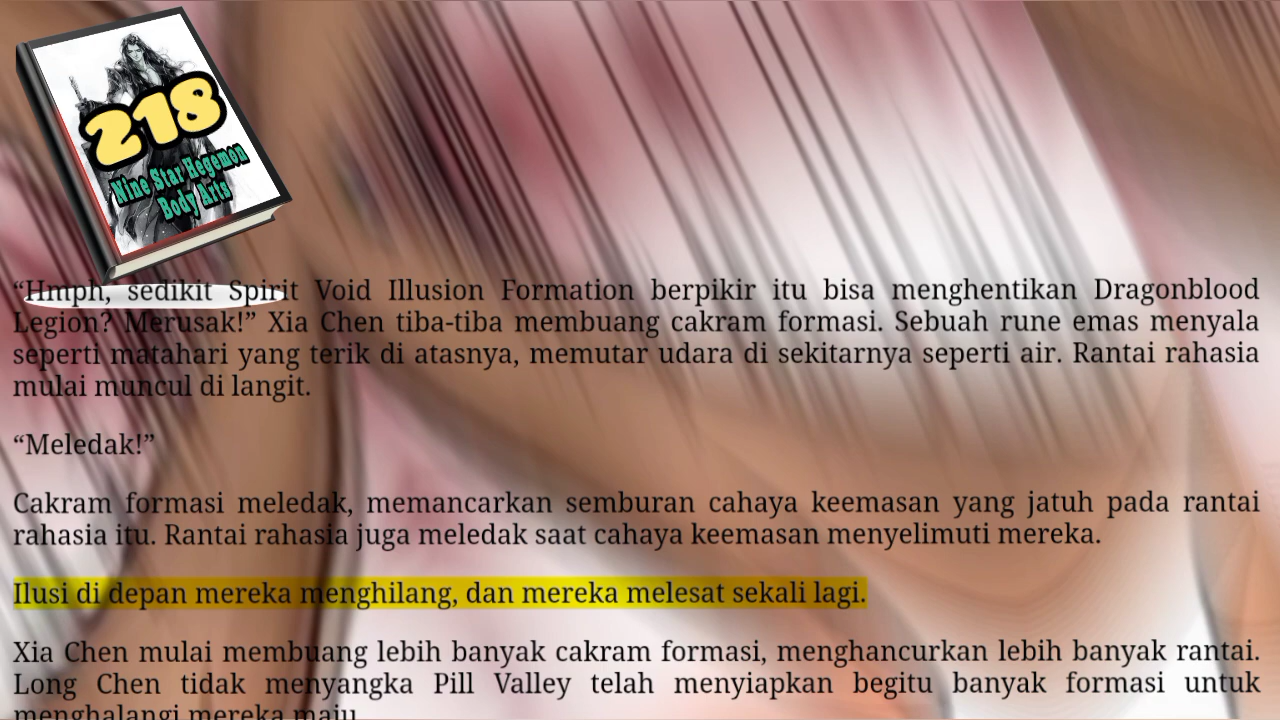 218
Nine Star Hegemon
Body Arts
“Hmph, sedikit Spirit Void Illusion Formation berpikir itu bisa menghentikan Dragonblood
Legion? Merusak!” Xia Chen tiba-tiba membuang cakram formasi. Sebuah rune emas menyala
seperti matahari yang terik di atasnya, memutar udara di sekitarnya seperti air. Rantai rahasia
mulai muncul di langit.
“Meledak!”
Cakram formasi meledak, memancarkan semburan cahaya keemasan yang jatuh pada rantai
rahasia itu. Rantai rahasia juga meledak saat cahaya keemasan menyelimuti mereka.
Ilusi di depan mereka menghilang, dan mereka melesat sekali lagi.
Xia Chen mulai membuang lebih banyak cakram formasi, menghancurkan lebih banyak rantai.
Long Chen tidak menyangka Pill Valley telah menyiapkan begitu banyak formasi untuk
menghalangi mereka maju